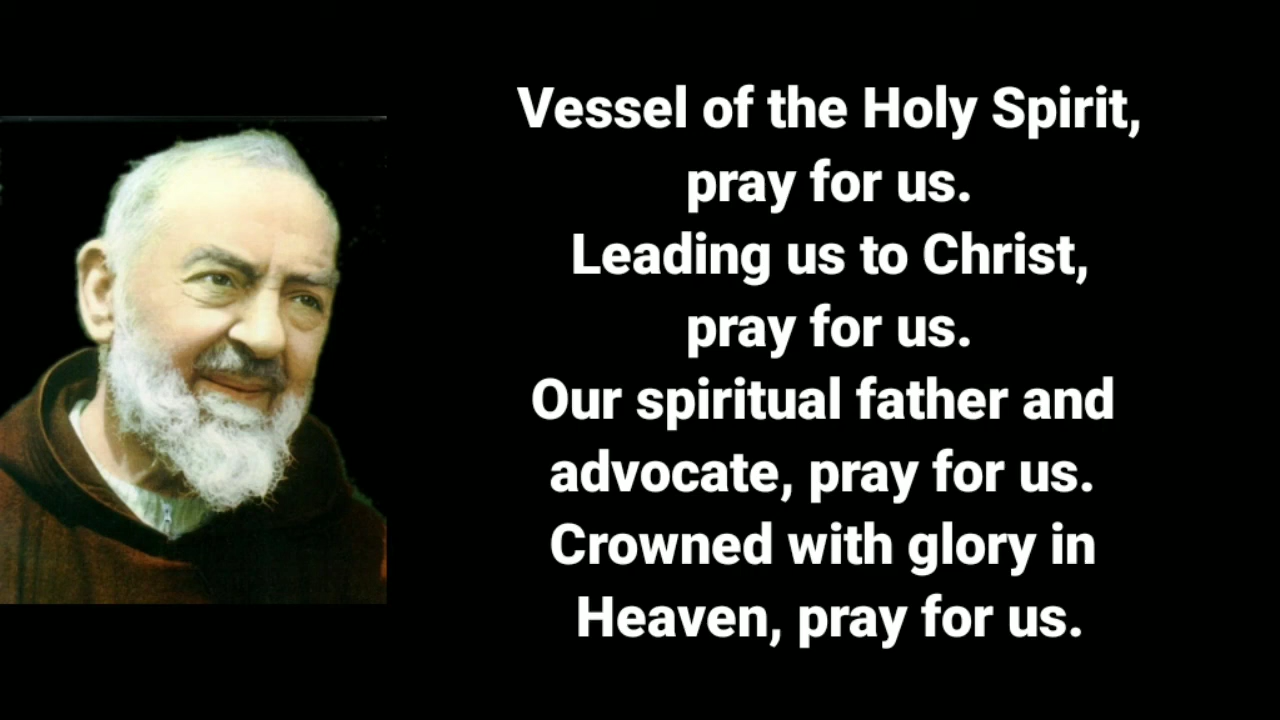 Vessel of the Holy Spirit,
pray for us.
Leading us to Christ,
pray for us.
Our spiritual father and
advocate, pray for us.
Crowned with glory in
Heaven, pray for us.